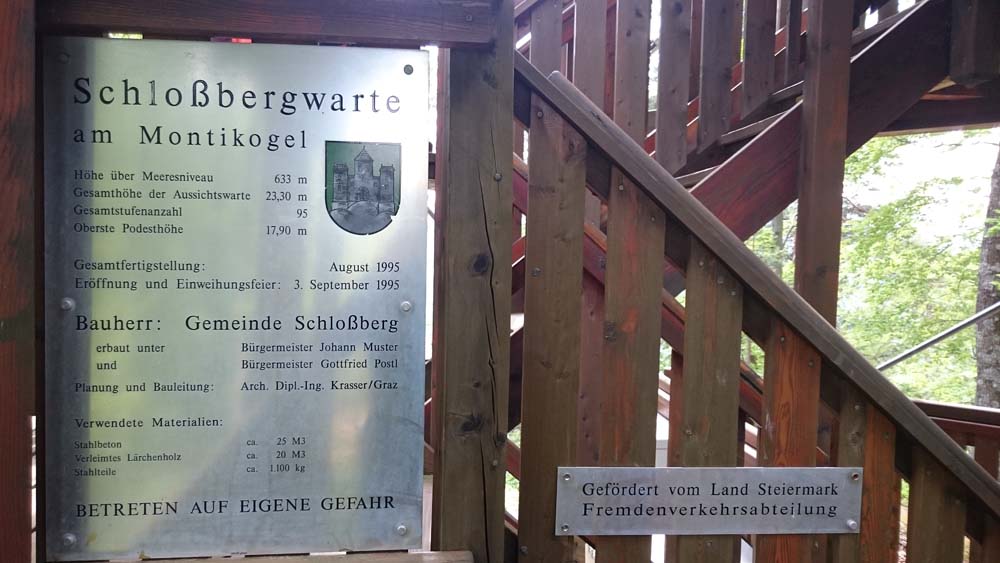 Schloßbergwarte
am Montikogel
Höhe über Meeresniveau 633 m
Gesamthöhe der Aussichtswarte 23,30 m
Gesamtstufenanzahl 95
Oberste Podesthöhe 17,90 m
Gesamtfertigstellung: August 1995
Eröffnung und Einweihungsfeier: 3. September 1995
Bauherr: Gemeinde Schloßberg
erbaut unter Bürgermeister Johann Muster
und Bürgermeister Gottfried Postl
Planung und Bauleitung: Arch. Dipl.-Ing. Krasser/Graz
Verwendete Materialien:
Stahlbeton ca. 25 M3
Verleimtes Lärchenholz ca. 20 M3
Stahlteile ca. 1.100 kg
BETRETEN AUF EIGENE GEFAHR
Gefördert vom Land Steiermark
Fremdenverkehrsabteilung